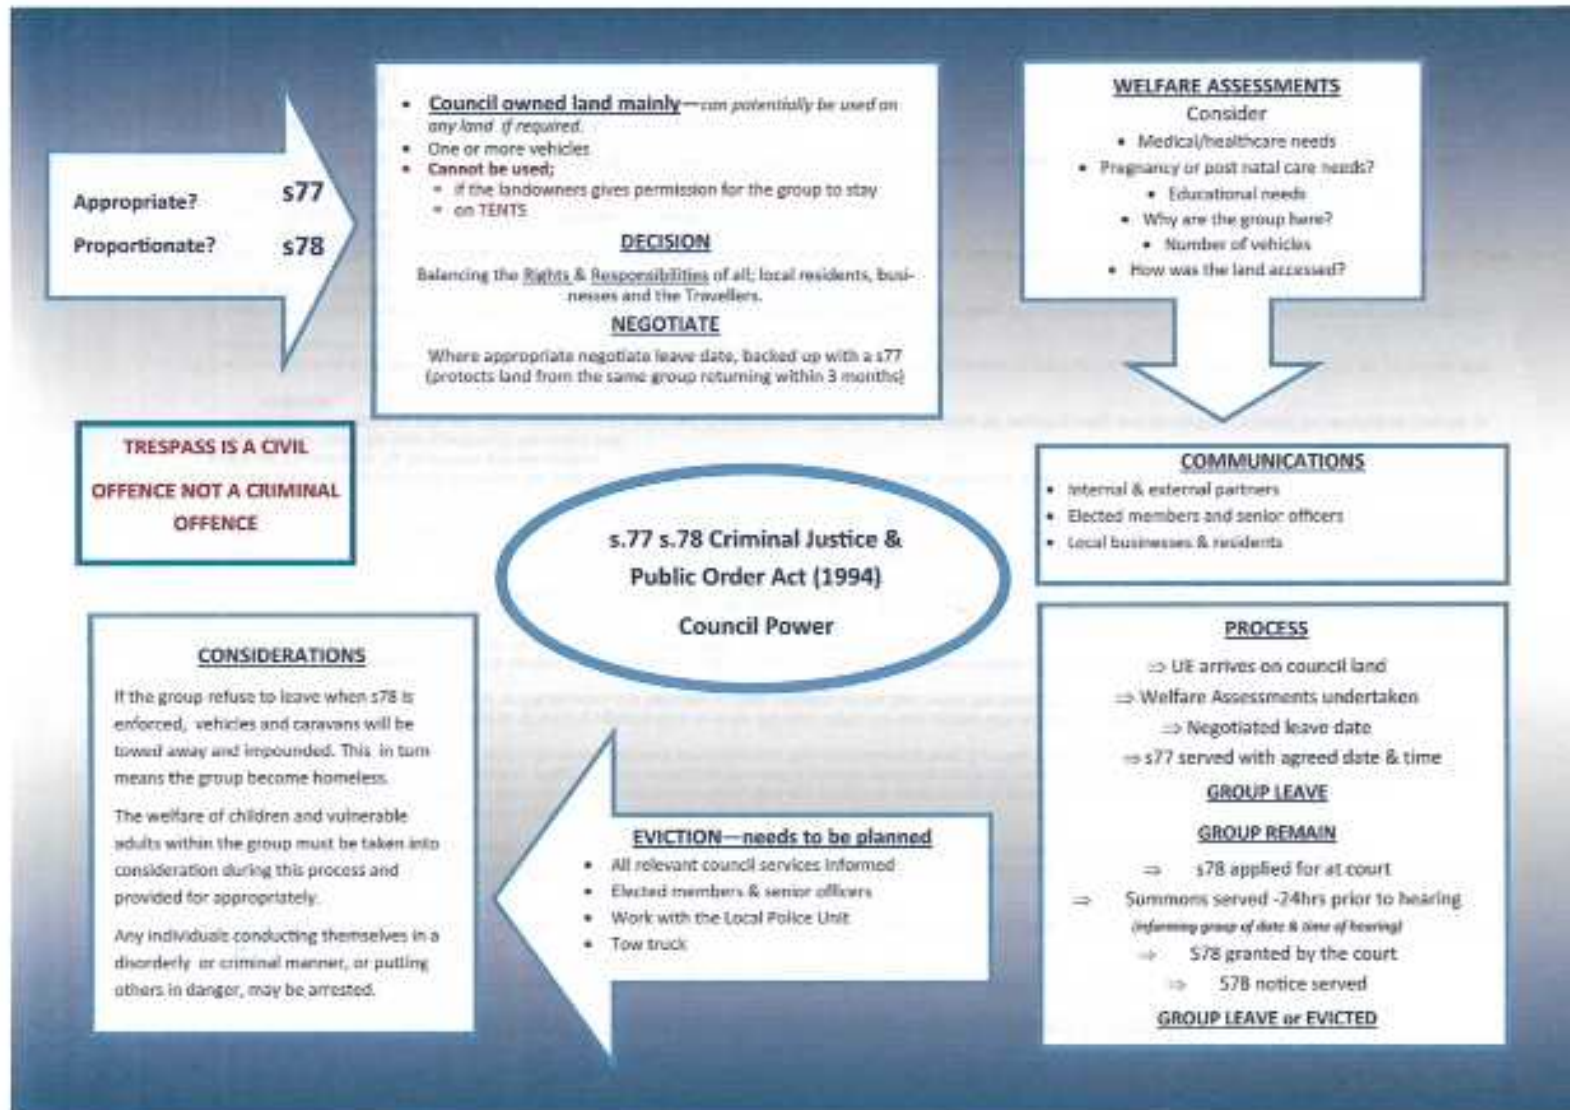 Appropriate? s77
Proportionate? s78
• Council owned land mainly—can potentially be used on
any land if required.
• One or more vehicles
• Cannot be used;
▫ if the landowners gives permission for the group to stay
▫ on TENTS
DECISION
Balancing the Rights & Responsibilities of all; local residents, busi-
nesses and the Travellers.
NEGOTIATE
Where appropriate negotiate leave date, backed up with a s77
(protects land from the same group returning within 3 months)
WELFARE ASSESSMENTS
Consider
• Medical/healthcare needs
• Pregnancy or post natal care needs?
• Educational needs
• Why are the group here?
• Number of vehicles
• How was the land accessed?
TRESPASS IS A CIVIL
OFFENCE NOT A CRIMINAL
OFFENCE
s.77 s.78 Criminal Justice &
Public Order Act (1994)
Council Power
COMMUNICATIONS
• Internal & external partners
• Elected members and senior officers
• Local businesses & residents
PROCESS
⇒ UE arrives on council land
⇒ Welfare Assessments undertaken
⇒ Negotiated leave date
⇒ s77 served with agreed date & time
GROUP LEAVE
GROUP REMAIN
⇒ s78 applied for at court
⇒ Summons served -24hrs prior to hearing
(informing group of date & time of hearing)
⇒ S78 granted by the court
⇒ S78 notice served
GROUP LEAVE or EVICTED
EVICTION—needs to be planned
• All relevant council services informed
• Elected members & senior officers
• Work with the Local Police Unit
• Tow truck
CONSIDERATIONS
If the group refuse to leave when s78 is
enforced, vehicles and caravans will be
towed away and impounded. This in turn
means the group become homeless.
The welfare of children and vulnerable
adults within the group must be taken into
consideration during this process and
provided for appropriately.
Any individuals conducting themselves in a
disorderly or criminal manner, or putting
others in danger, may be arrested.